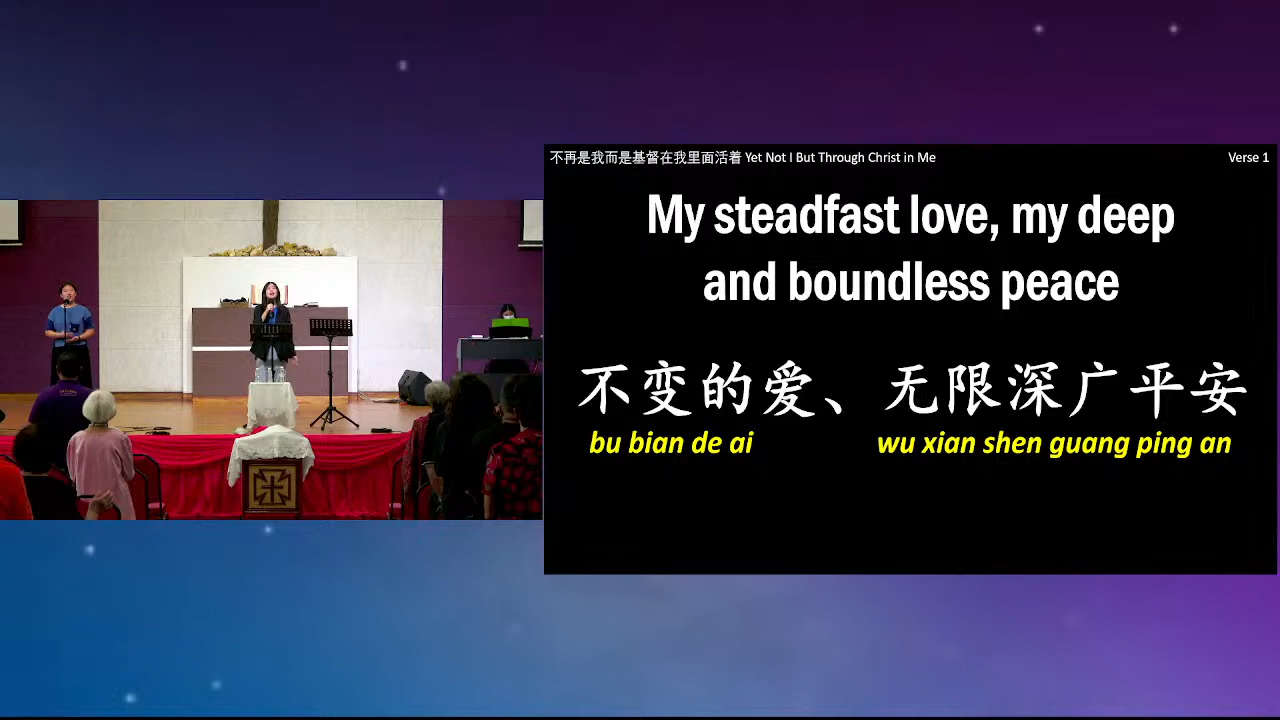 不再是我而是基督在我里面活着 Yet Not I But Through Christ in Me
Verse 1
My steadfast love, my deep
and boundless peace
不变的爱、无限深广平安
bu bian de ai wu xian shen guang ping an